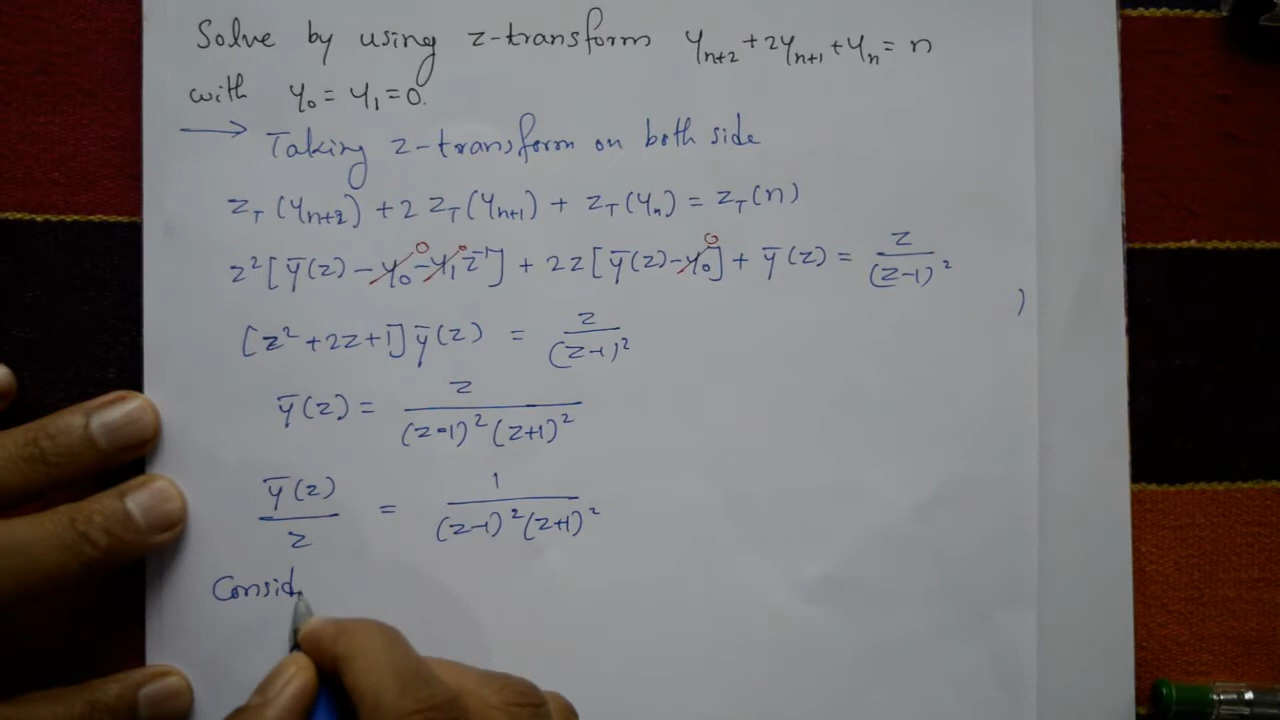 Solve by using z-transform y_{n+2} + 2y_{n+1} + y_n = n
with y_0 = y_1 = 0.
→ Taking z-transform on both side
z_T (y_{n+2}) + 2 z_T (y_{n+1}) + z_T (y_n) = z_T (n)
z² [ȳ(z) - y_0 - y_1 z⁻¹] + 2z [ȳ(z) - y_0] + ȳ(z) = z / (z-1)²
[z² + 2z + 1] ȳ(z) = z / (z-1)²
ȳ(z) = z / (z-1)² (z+1)²
ȳ(z) / z = 1 / (z-1)² (z+1)²
Consid